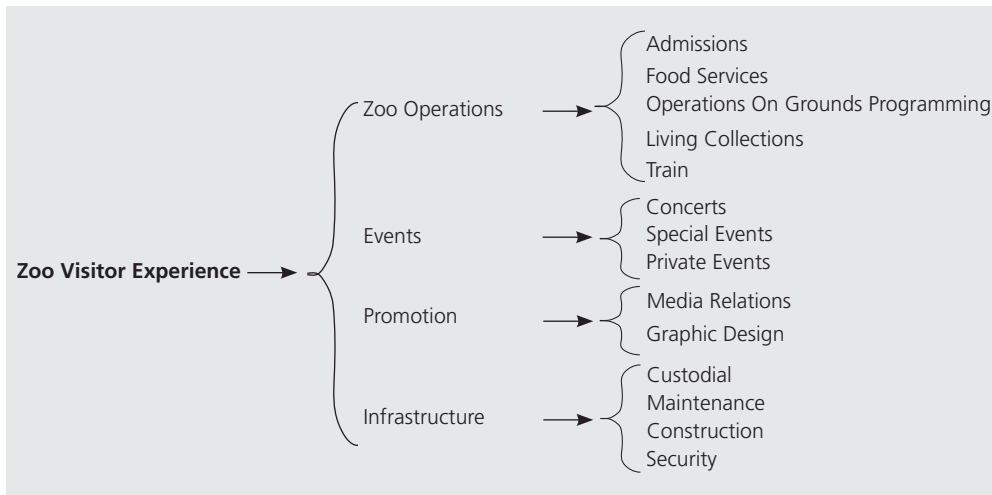 Zoo Visitor Experience
Zoo Operations
Admissions
Food Services
Operations On Grounds Programming
Living Collections
Train
Events
Concerts
Special Events
Private Events
Promotion
Media Relations
Graphic Design
Infrastructure
Custodial
Maintenance
Construction
Security